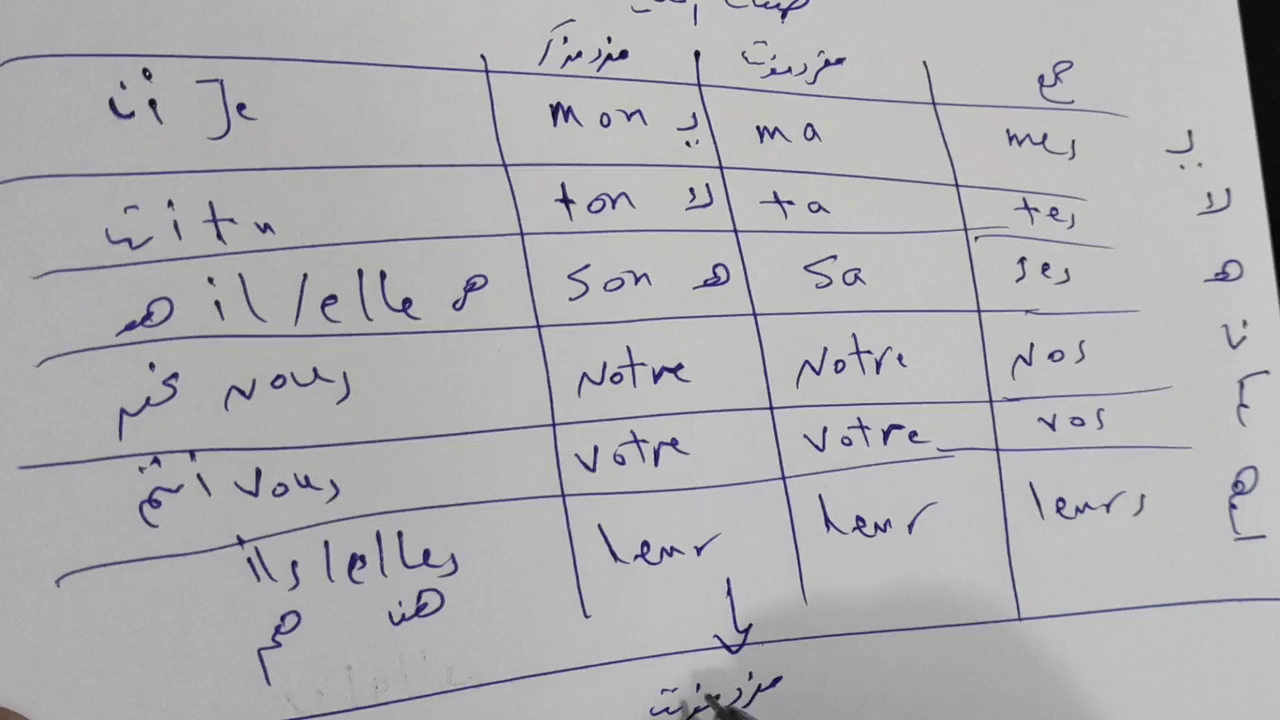 مفرد مذكر مفرد مؤنث جمع
أنا Je mon ي ma mes ي
أنت tu ton ك ta tes ك
هو il/elle هي son ه sa ses ه
نحن nous Notre Notre Nos نا
أنتم vous votre votre vos
ils/elles leur leur leurs
هم هن
مفرد مؤنث